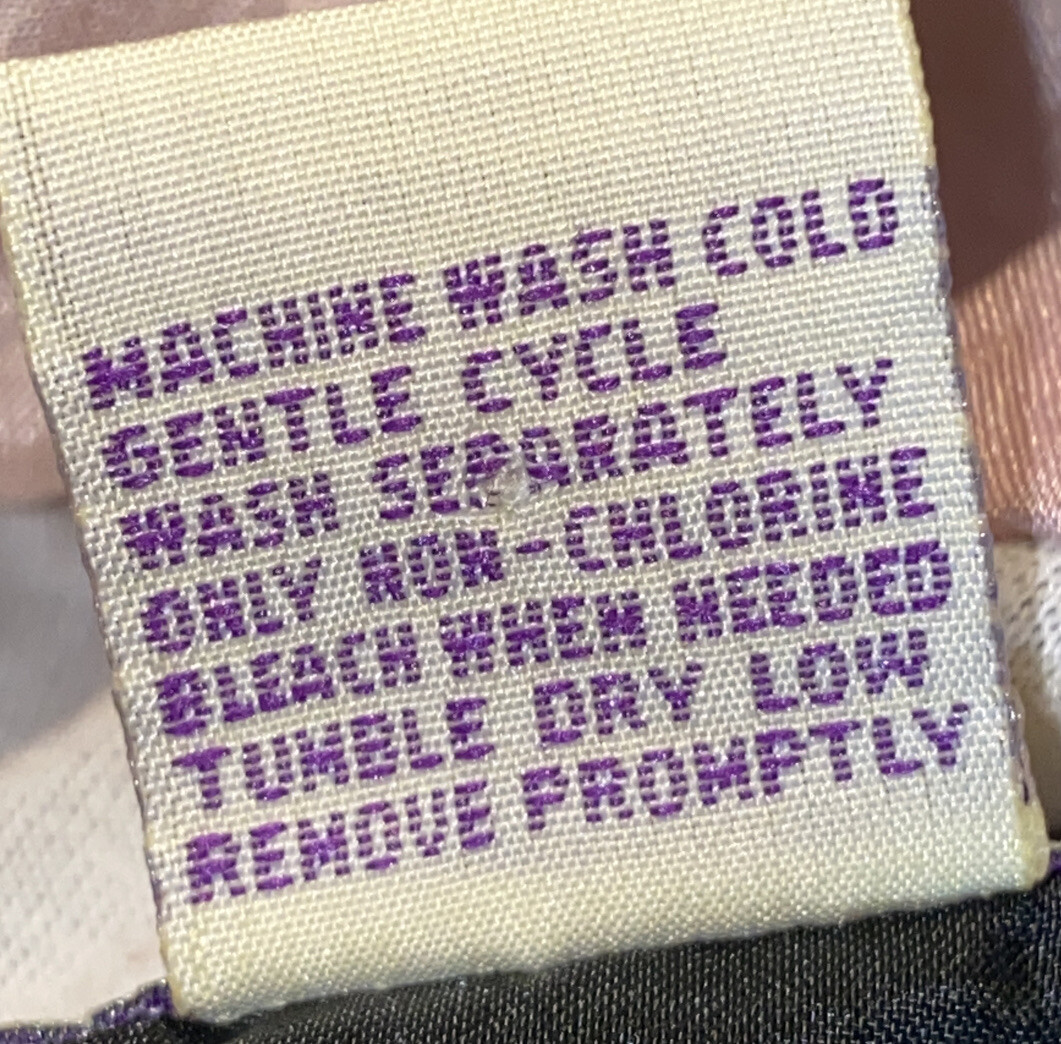 MACHINE WASH COLD
GENTLE CYCLE
WASH SEPARATELY
ONLY NON-CHLORINE
BLEACH WHEN NEEDED
TUMBLE DRY LOW
REMOVE PROMPTLY